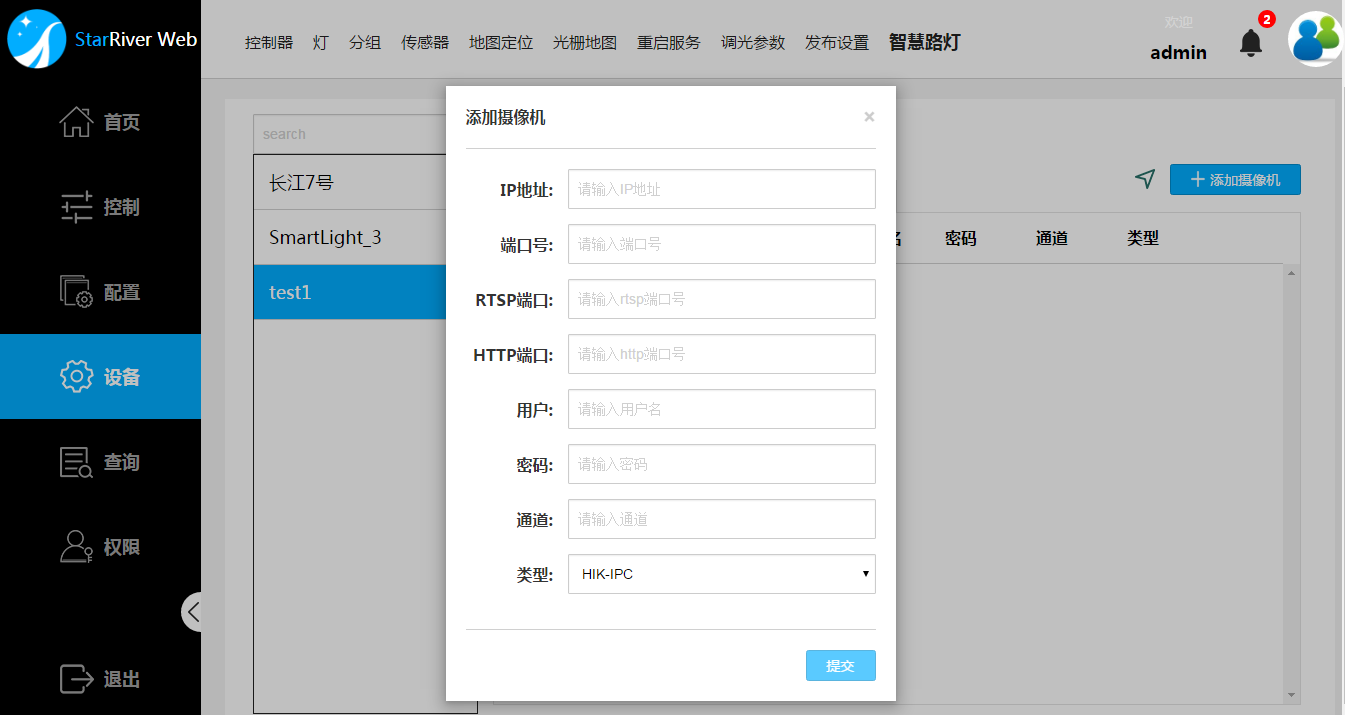 StarRiver Web
首页
控制
配置
设备
查询
权限
退出
控制器 灯 分组 传感器 地图定位 光栅地图 重启服务 调光参数 发布设置 智慧路灯
欢迎
admin
2
search
长江7号
SmartLight_3
test1
添加摄像机
名 密码 通道 类型
添加摄像机 ×
IP地址: 请输入IP地址
端口号: 请输入端口号
RTSP端口: 请输入rtsp端口号
HTTP端口: 请输入http端口号
用户: 请输入用户名
密码: 请输入密码
通道: 请输入通道
类型: HIK-IPC
提交